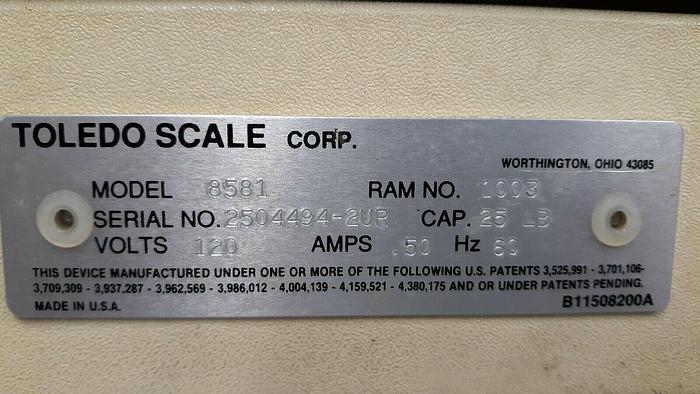 TOLEDO SCALE CORP.
WORTHINGTON, OHIO 43085
MODEL 8581 RAM NO. 1003
SERIAL NO. 2504494-2UR CAP. 25 LB
VOLTS 120 AMPS .50 Hz 60
THIS DEVICE MANUFACTURED UNDER ONE OR MORE OF THE FOLLOWING U.S. PATENTS 3,525,991 - 3,701,106-
3,709,309 - 3,937,287 - 3,962,569 - 3,986,012 - 4,004,139 - 4,159,521 - 4,380,175 AND OR UNDER PATENTS PENDING.
MADE IN U.S.A. B11508200A